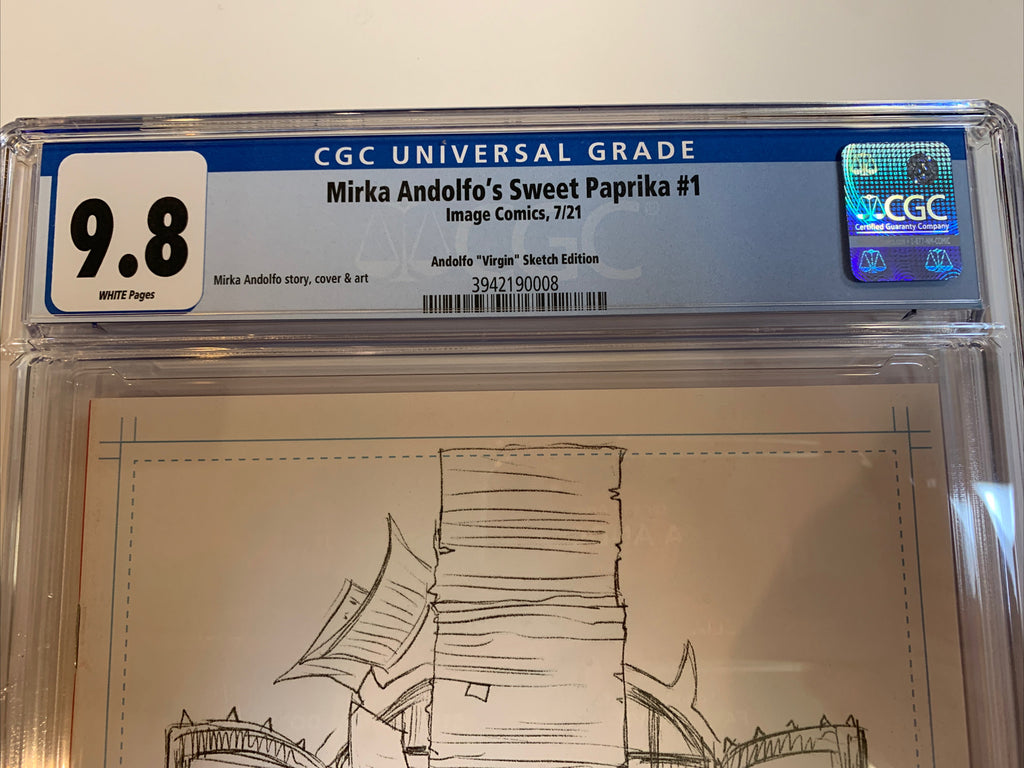 CGC UNIVERSAL GRADE
9.8
WHITE Pages
Mirka Andolfo's Sweet Paprika #1
Image Comics, 7/21
Andolfo "Virgin" Sketch Edition
Mirka Andolfo story, cover & art
3942190008
CGC
CGC
Certified Guaranty Company